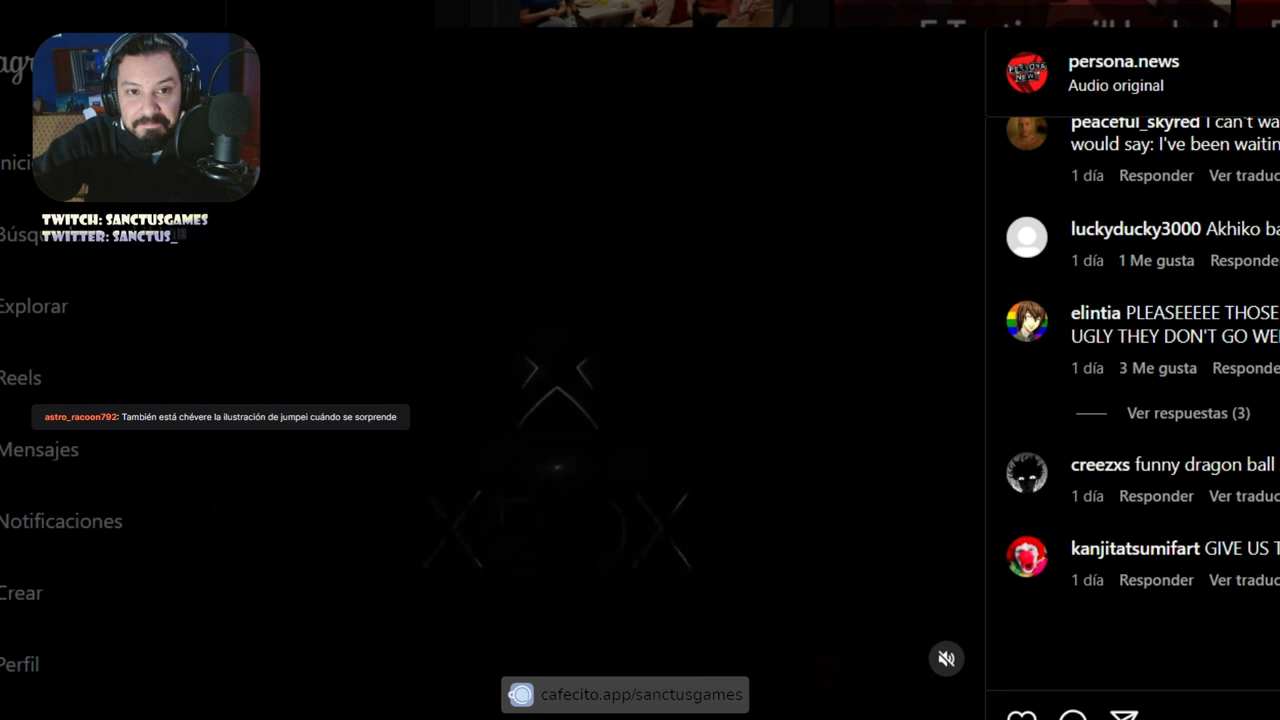 persona.news
Audio original
TWITCH: SANCTUSGAMES
TWITTER: SANCTUS_
Explorar
Reels
astro_racoon792: También está chévere la ilustración de jumpei cuándo se sorprende
Mensajes
Notificaciones
Crear
Perfil
peaceful_skyred I can't wa
would say: I've been waitin
1 día Responder Ver traduc
luckyducky3000 Akhiko ba
1 día 1 Me gusta Responde
elintia PLEASEEEEE THOSE
UGLY THEY DON'T GO WE
1 día 3 Me gusta Responde
Ver respuestas (3)
creezxs funny dragon ball
1 día Responder Ver traduc
kanjitatsumifart GIVE US T
1 día Responder Ver traduc
cafecito.app/sanctusgames